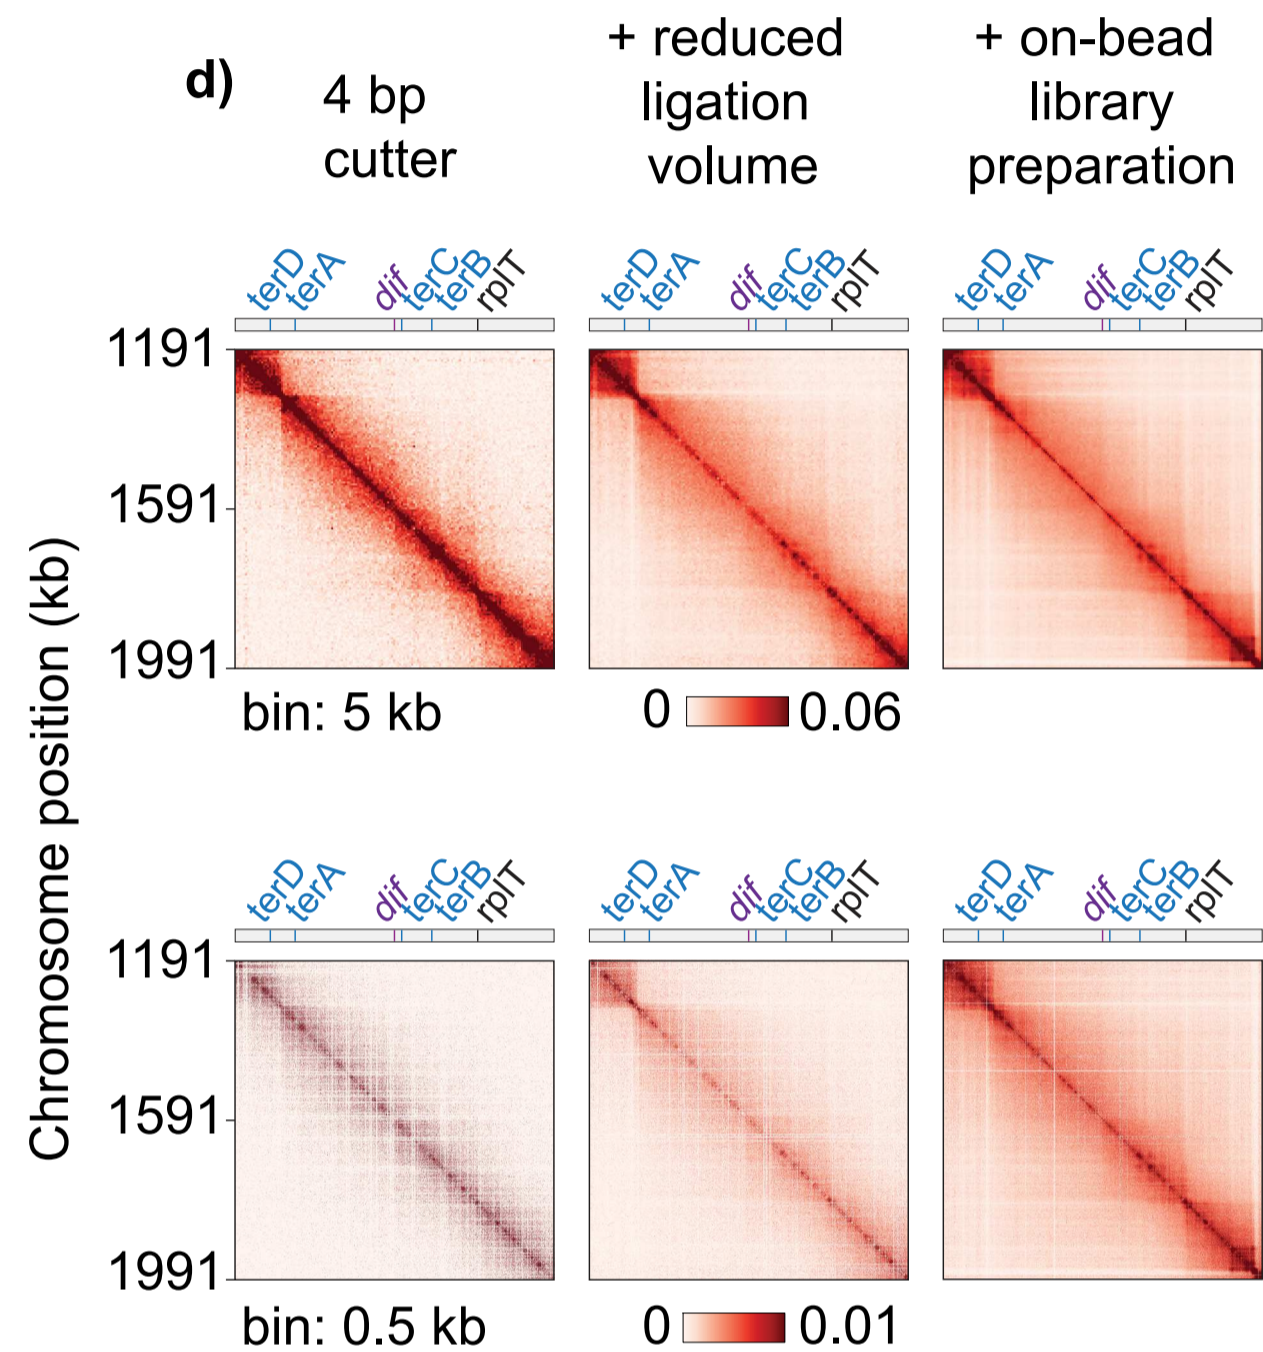 d)
4 bp
cutter
+ reduced
ligation
volume
+ on-bead
library
preparation
terD terA dif terC terB rplT
terD terA dif terC terB rplT
terD terA dif terC terB rplT
1191
1591
1991
bin: 5 kb
0 0.06
Chromosome position (kb)
terD terA dif terC terB rplT
terD terA dif terC terB rplT
terD terA dif terC terB rplT
1191
1591
1991
bin: 0.5 kb
0 0.01